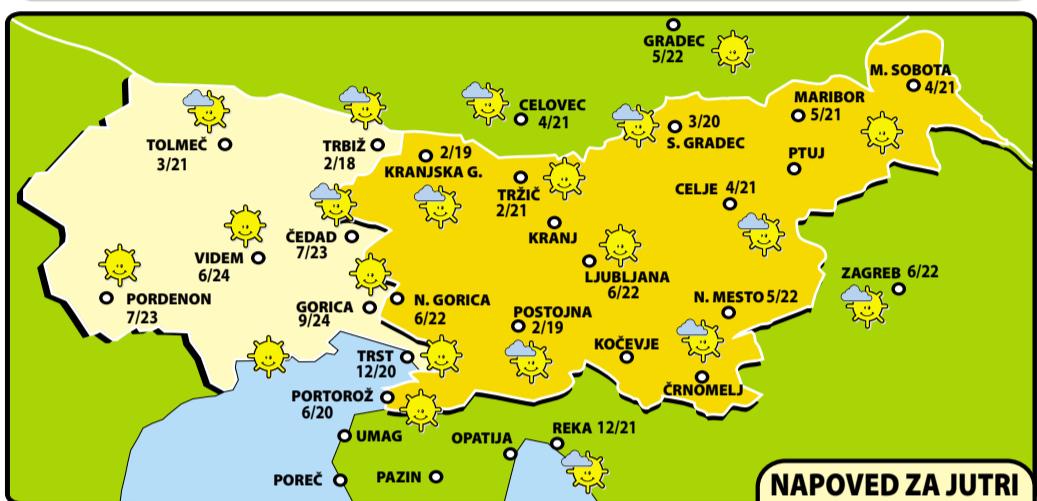 GRADEC
5/22
M. SOBOTA
4/21
MARIBOR
5/21
CELOVEC
4/21
3/20
S. GRADEC
TOLMEČ
3/21
TRBIŽ
2/18
2/19
KRANJSKA G.
PTUJ
TRŽIČ
2/21
CELJE 4/21
KRANJ
ČEDAD
7/23
VIDEM
6/24
LJUBLJANA
6/22
ZAGREB 6/22
PORDENON
7/23
GORICA
9/24
N. GORICA
6/22
N. MESTO 5/22
POSTOJNA
2/19
KOČEVJE
TRST
12/20
ČRNOMELJ
PORTOROŽ
6/20
UMAG
OPATIJA
REKA 12/21
POREČ
PAZIN
NAPOVED ZA JUTRI